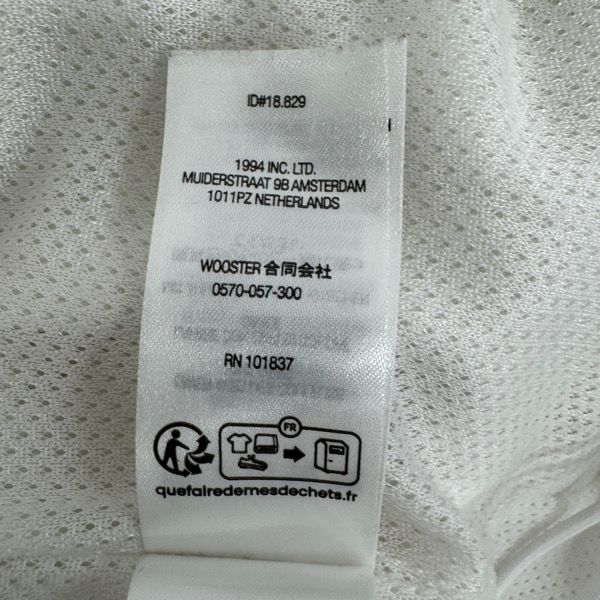 ID#18.829
1994 INC. LTD.
MUIDERSTRAAT 9B AMSTERDAM
1011PZ NETHERLANDS
WOOSTER 合同会社
0570-057-300
RN 101837
FR
quefairedemesdechets.fr